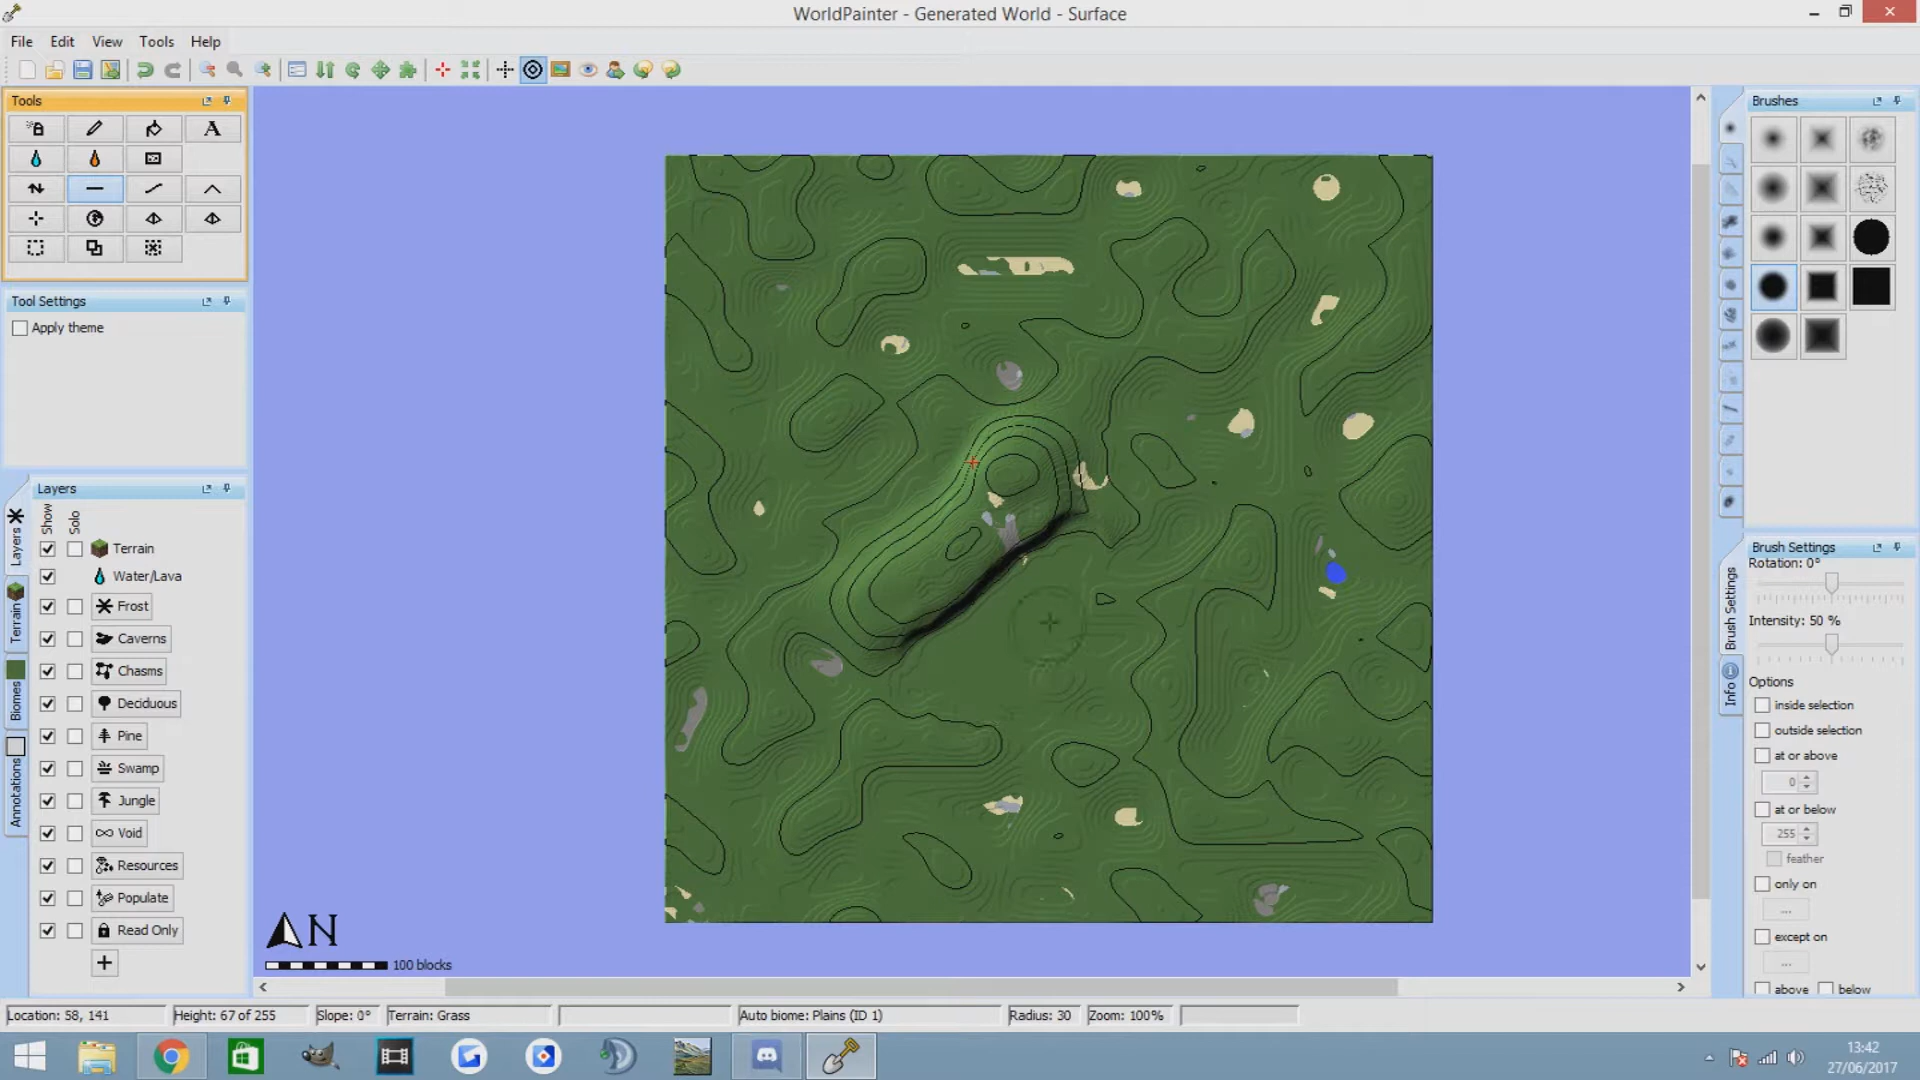 WorldPainter - Generated World - Surface
File Edit View Tools Help
Tools
A
Tool Settings
Apply theme
Layers
Show
Solo
Layers
Terrain
Biomes
Annotations
Terrain
Water/Lava
Frost
Caverns
Chasms
Deciduous
Pine
Swamp
Jungle
Void
Resources
Populate
Read Only
N
100 blocks
Brushes
Brush Settings
Info
Brush Settings
Rotation: 0°
Intensity: 50 %
Options
inside selection
outside selection
at or above
0
at or below
255
feather
only on
...
except on
...
above below
Location: 58, 141 Height: 67 of 255 Slope: 0° Terrain: Grass Auto biome: Plains (ID 1) Radius: 30 Zoom: 100%
13:42
27/06/2017